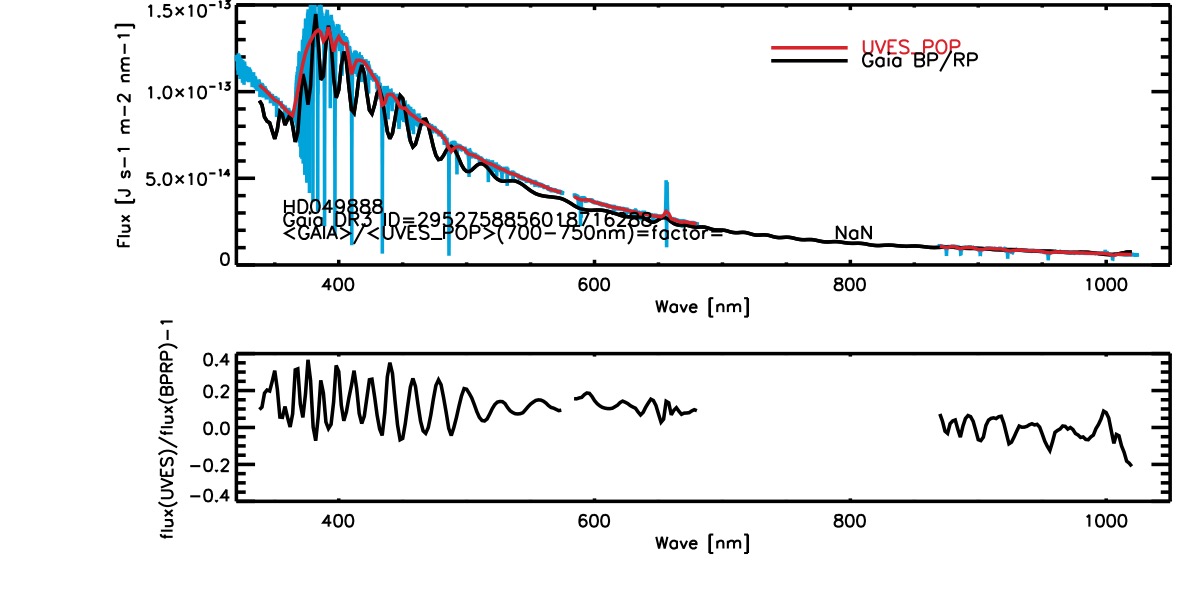 1.5×10−13
1.0×10−13
5.0×10−14
0
Flux [J s−1 m−2 nm−1]
UVES_POP
Gaia BP/RP
HD049888
Gaia DR3 ID=2952758856018716288
<GAIA>/<UVES_POP>(700−750nm)=factor= NaN
400 600 800 1000
Wave [nm]
0.4
0.2
0.0
−0.2
−0.4
flux(UVES)/flux(BPRP)−1
400 600 800 1000
Wave [nm]